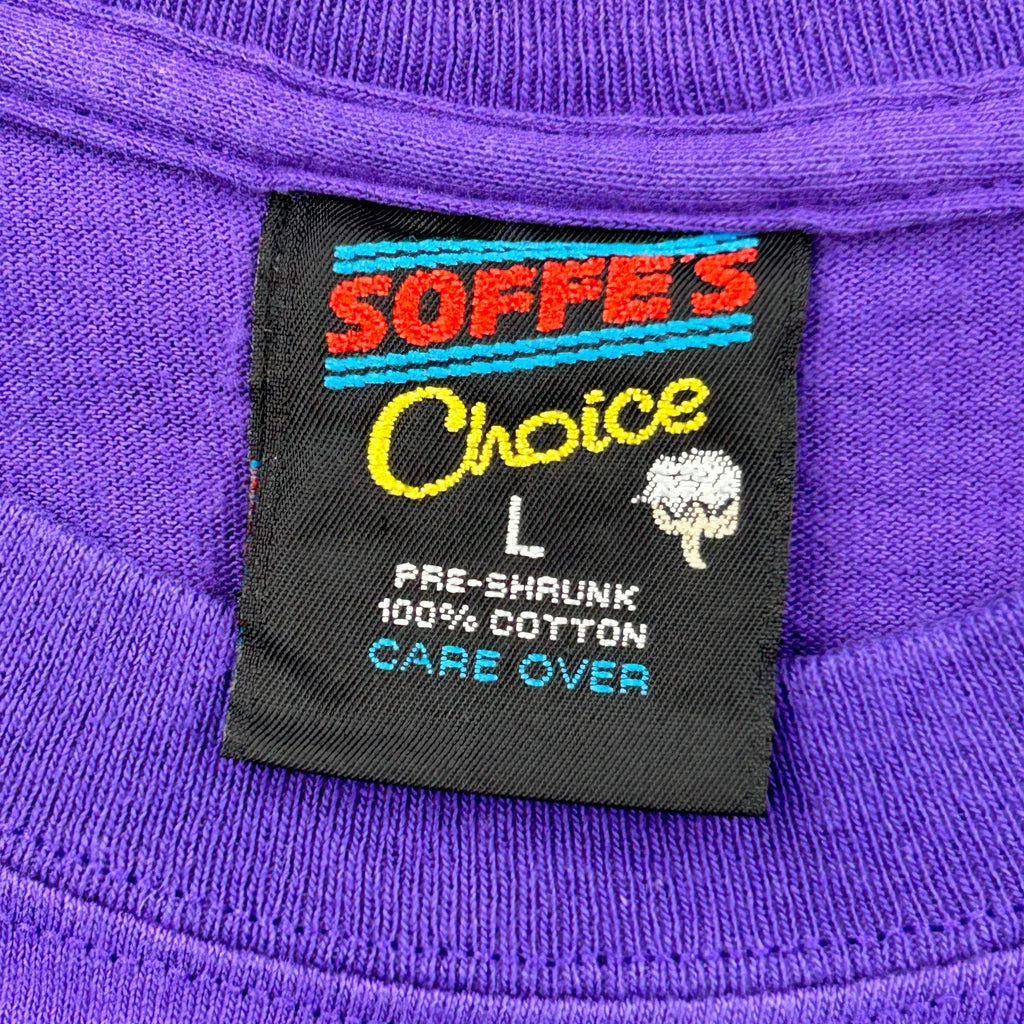 SOFFE'S
Choice
L
PRE-SHRUNK
100% COTTON
CARE OVER